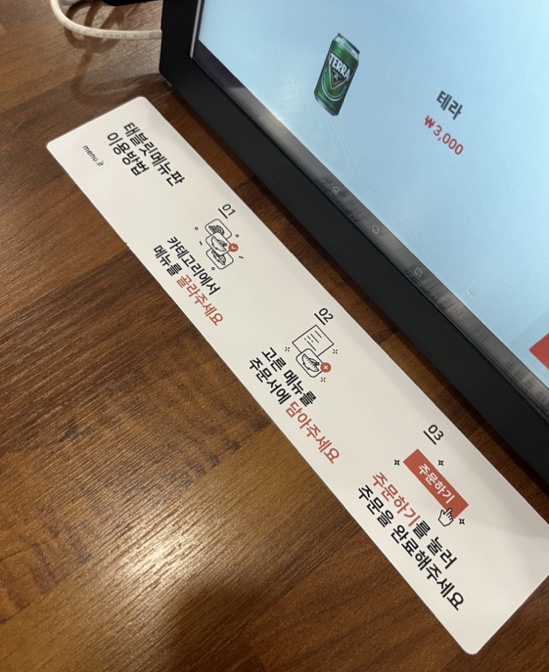 TERRA
테라
₩3,000
태블릿메뉴판
이용방법
menu.it
01
카테고리에서
메뉴를 골라주세요
02
고른 메뉴를
주문서에 담아주세요
03
주문하기
주문하기를 눌러
주문을 완료해주세요